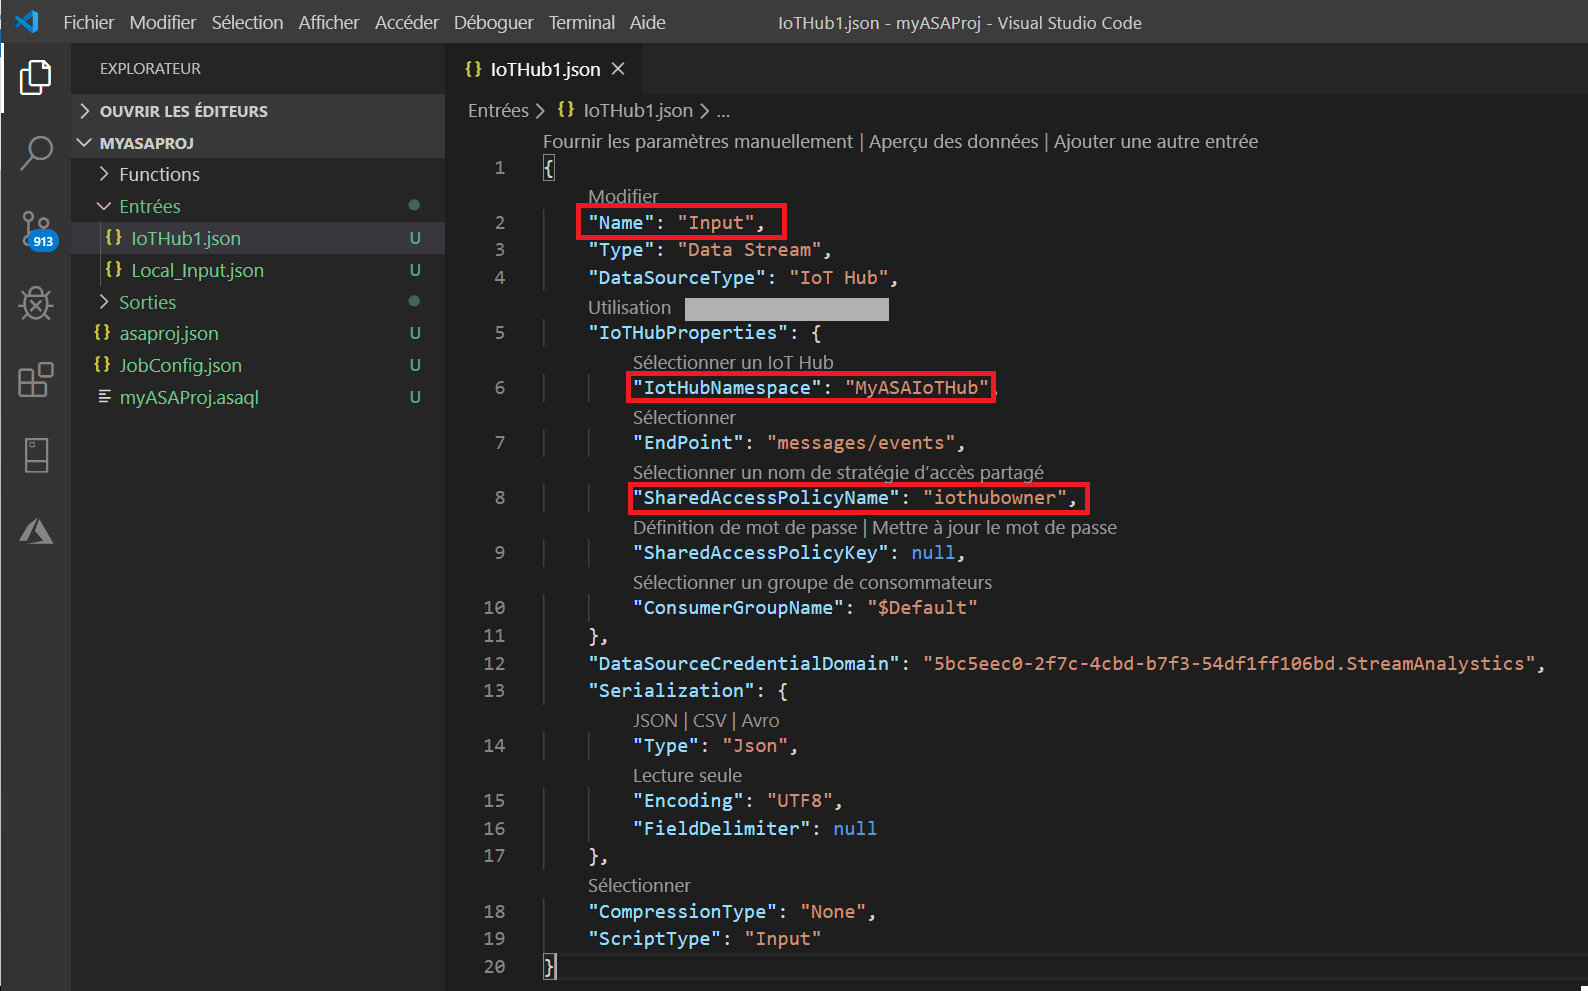 Fichier Modifier Sélection Afficher Accéder Déboguer Terminal Aide IoTHub1.json - myASAProj - Visual Studio Code
EXPLORATEUR
OUVRIR LES ÉDITEURS
MYASAPROJ
Functions
Entrées
{} IoTHub1.json U
{} Local_Input.json U
Sorties
{} asaproj.json U
{} JobConfig.json U
myASAProj.asaql U
913
{} IoTHub1.json ×
Entrées > {} IoTHub1.json > ...
Fournir les paramètres manuellement | Aperçu des données | Ajouter une autre entrée
1 {
Modifier
2 "Name": "Input",
3 "Type": "Data Stream",
4 "DataSourceType": "IoT Hub",
Utilisation
5 "IoTHubProperties": {
Sélectionner un IoT Hub
6 "IotHubNamespace": "MyASAIoTHub",
Sélectionner
7 "EndPoint": "messages/events",
Sélectionner un nom de stratégie d’accès partagé
8 "SharedAccessPolicyName": "iothubowner",
Définition de mot de passe | Mettre à jour le mot de passe
9 "SharedAccessPolicyKey": null,
Sélectionner un groupe de consommateurs
10 "ConsumerGroupName": "$Default"
11 },
12 "DataSourceCredentialDomain": "5bc5eec0-2f7c-4cbd-b7f3-54df1ff106bd.StreamAnalystics",
13 "Serialization": {
JSON | CSV | Avro
14 "Type": "Json",
Lecture seule
15 "Encoding": "UTF8",
16 "FieldDelimiter": null
17 },
Sélectionner
18 "CompressionType": "None",
19 "ScriptType": "Input"
20 }